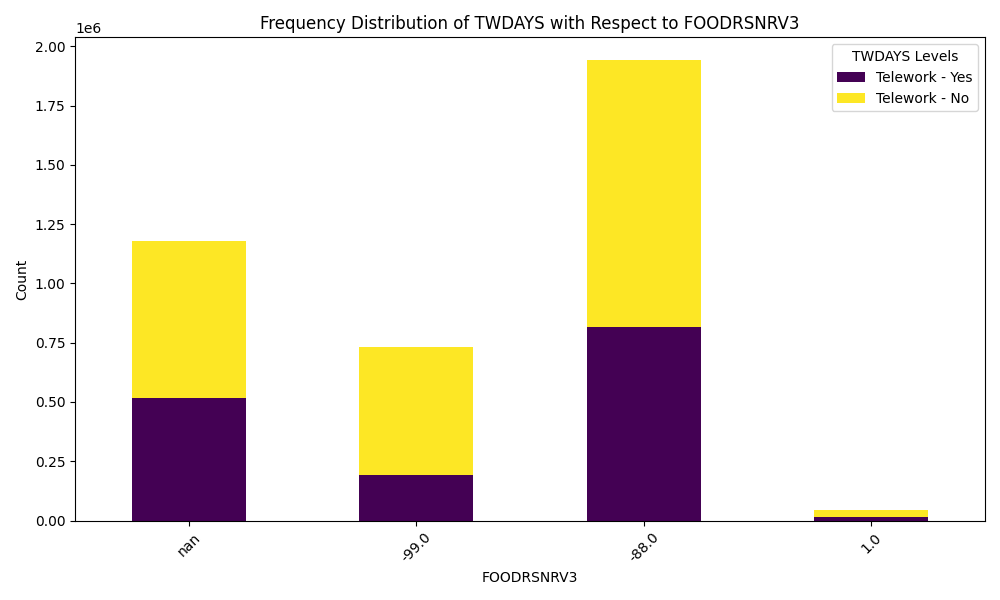 Frequency Distribution of TWDAYS with Respect to FOODRSNRV3
1e6
TWDAYS Levels
Telework - Yes
Telework - No
2.00
1.75
1.50
1.25
1.00
0.75
0.50
0.25
0.00
Count
nan
-99.0
-88.0
1.0
FOODRSNRV3